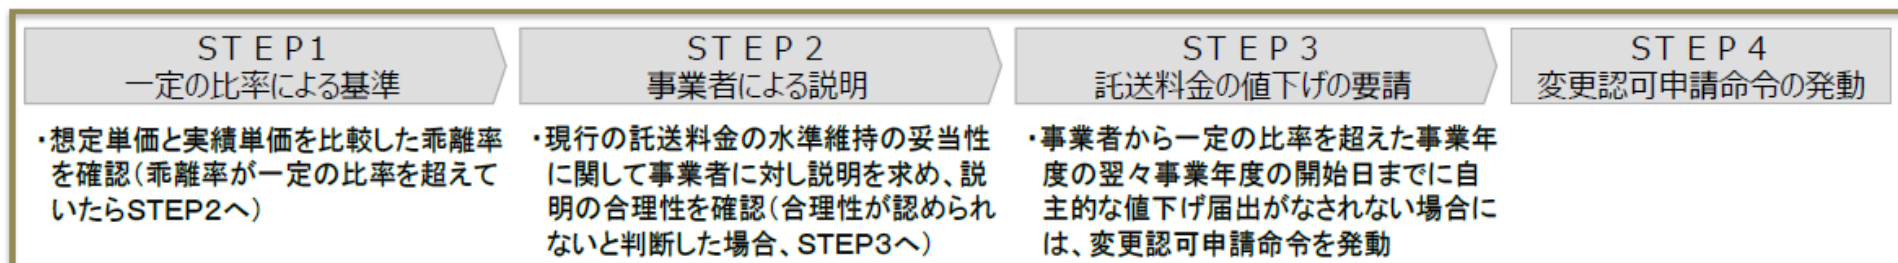 STEP1
一定の比率による基準
・想定単価と実績単価を比較した乖離率
を確認(乖離率が一定の比率を超えて
いたらSTEP2へ)
STEP2
事業者による説明
・現行の託送料金の水準維持の妥当性
に関して事業者に対し説明を求め、説
明の合理性を確認(合理性が認められ
ないと判断した場合、STEP3へ)
STEP3
託送料金の値下げの要請
・事業者から一定の比率を超えた事業年
度の翌々事業年度の開始日までに自
主的な値下げ届出がなされない場合に
は、変更認可申請命令を発動
STEP4
変更認可申請命令の発動